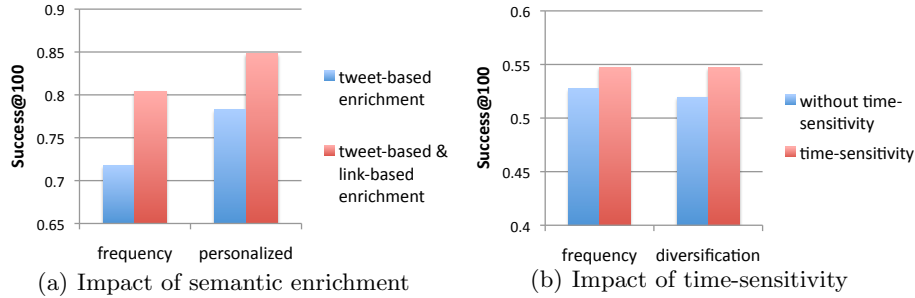 0.9
0.85
0.8
0.75
0.7
0.65
Success@100
frequency personalized
tweet-based
enrichment
tweet-based &
link-based
enrichment
(a) Impact of semantic enrichment
0.6
0.55
0.5
0.45
0.4
Success@100
frequency diversification
without time-
sensitivity
time-sensitivity
(b) Impact of time-sensitivity